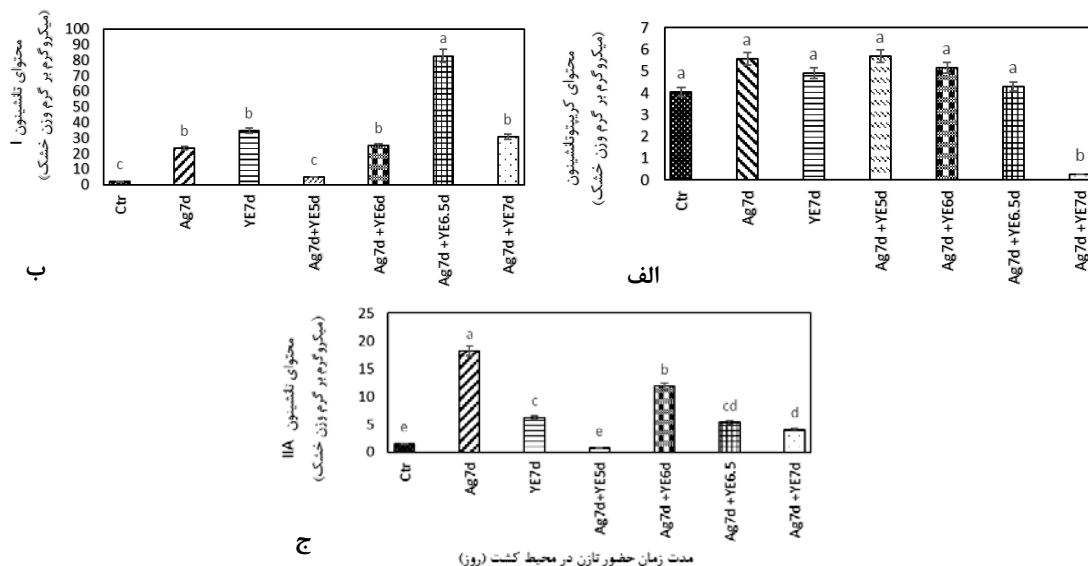 محتوای تانشینون I
(میکروگرم بر گرم وزن خشک)
100
90
80
70
60
50
40
30
20
10
0
c
b
b
c
b
a
b
Ctr
Ag7d
YE7d
Ag7d+YE5d
Ag7d +YE6d
Ag7d +YE6.5d
Ag7d +YE7d
ب
محتوای کریپتوتانشینون
(میکروگرم بر گرم وزن خشک)
7
6
5
4
3
2
1
0
a
a
a
a
a
a
b
Ctr
Ag7d
YE7d
Ag7d +YE5d
Ag7d +YE6d
Ag7d +YE6.5d
Ag7d +YE7d
الف
محتوای تانشینون IIA
(میکروگرم بر گرم وزن خشک)
25
20
15
10
5
0
e
a
c
e
b
cd
d
Ctr
Ag7d
YE7d
Ag7d+YE5d
Ag7d +YE6d
Ag7d +YE6.5
Ag7d +YE7d
ج
مدت زمان حضور تازن در محیط کشت (روز)